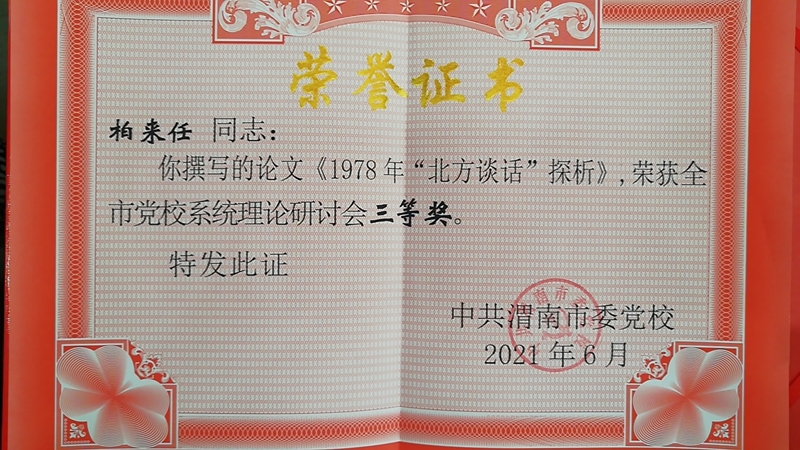 荣誉证书
柏来任 同志：
你撰写的论文《1978年“北方谈话”探析》，荣获全
市党校系统理论研讨会三等奖。
特发此证
中共渭南市委党校
2021年6月